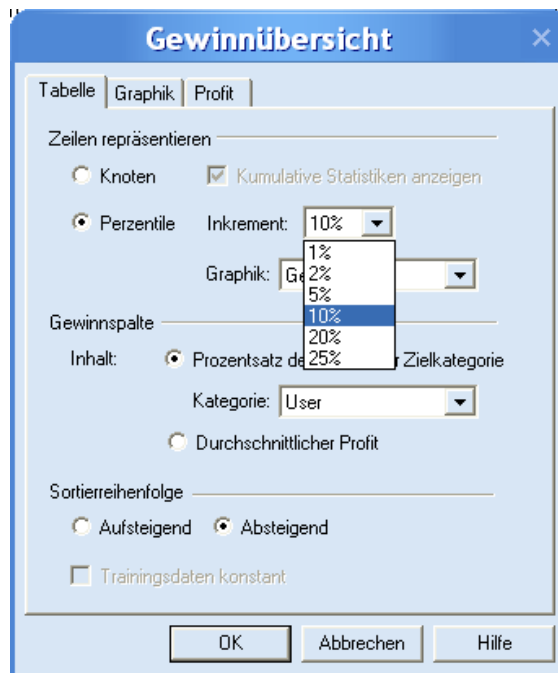 Gewinnübersicht
Tabelle Graphik Profit
Zeilen repräsentieren
Knoten Kumulative Statistiken anzeigen
Perzentile Inkrement: 10%
1%
Graphik: Ge 2%
5%
Gewinnspalte 10%
20%
Inhalt: Prozentsatz de 25% r Zielkategorie
Kategorie: User
Durchschnittlicher Profit
Sortierreihenfolge
Aufsteigend Absteigend
Trainingsdaten konstant
OK Abbrechen Hilfe